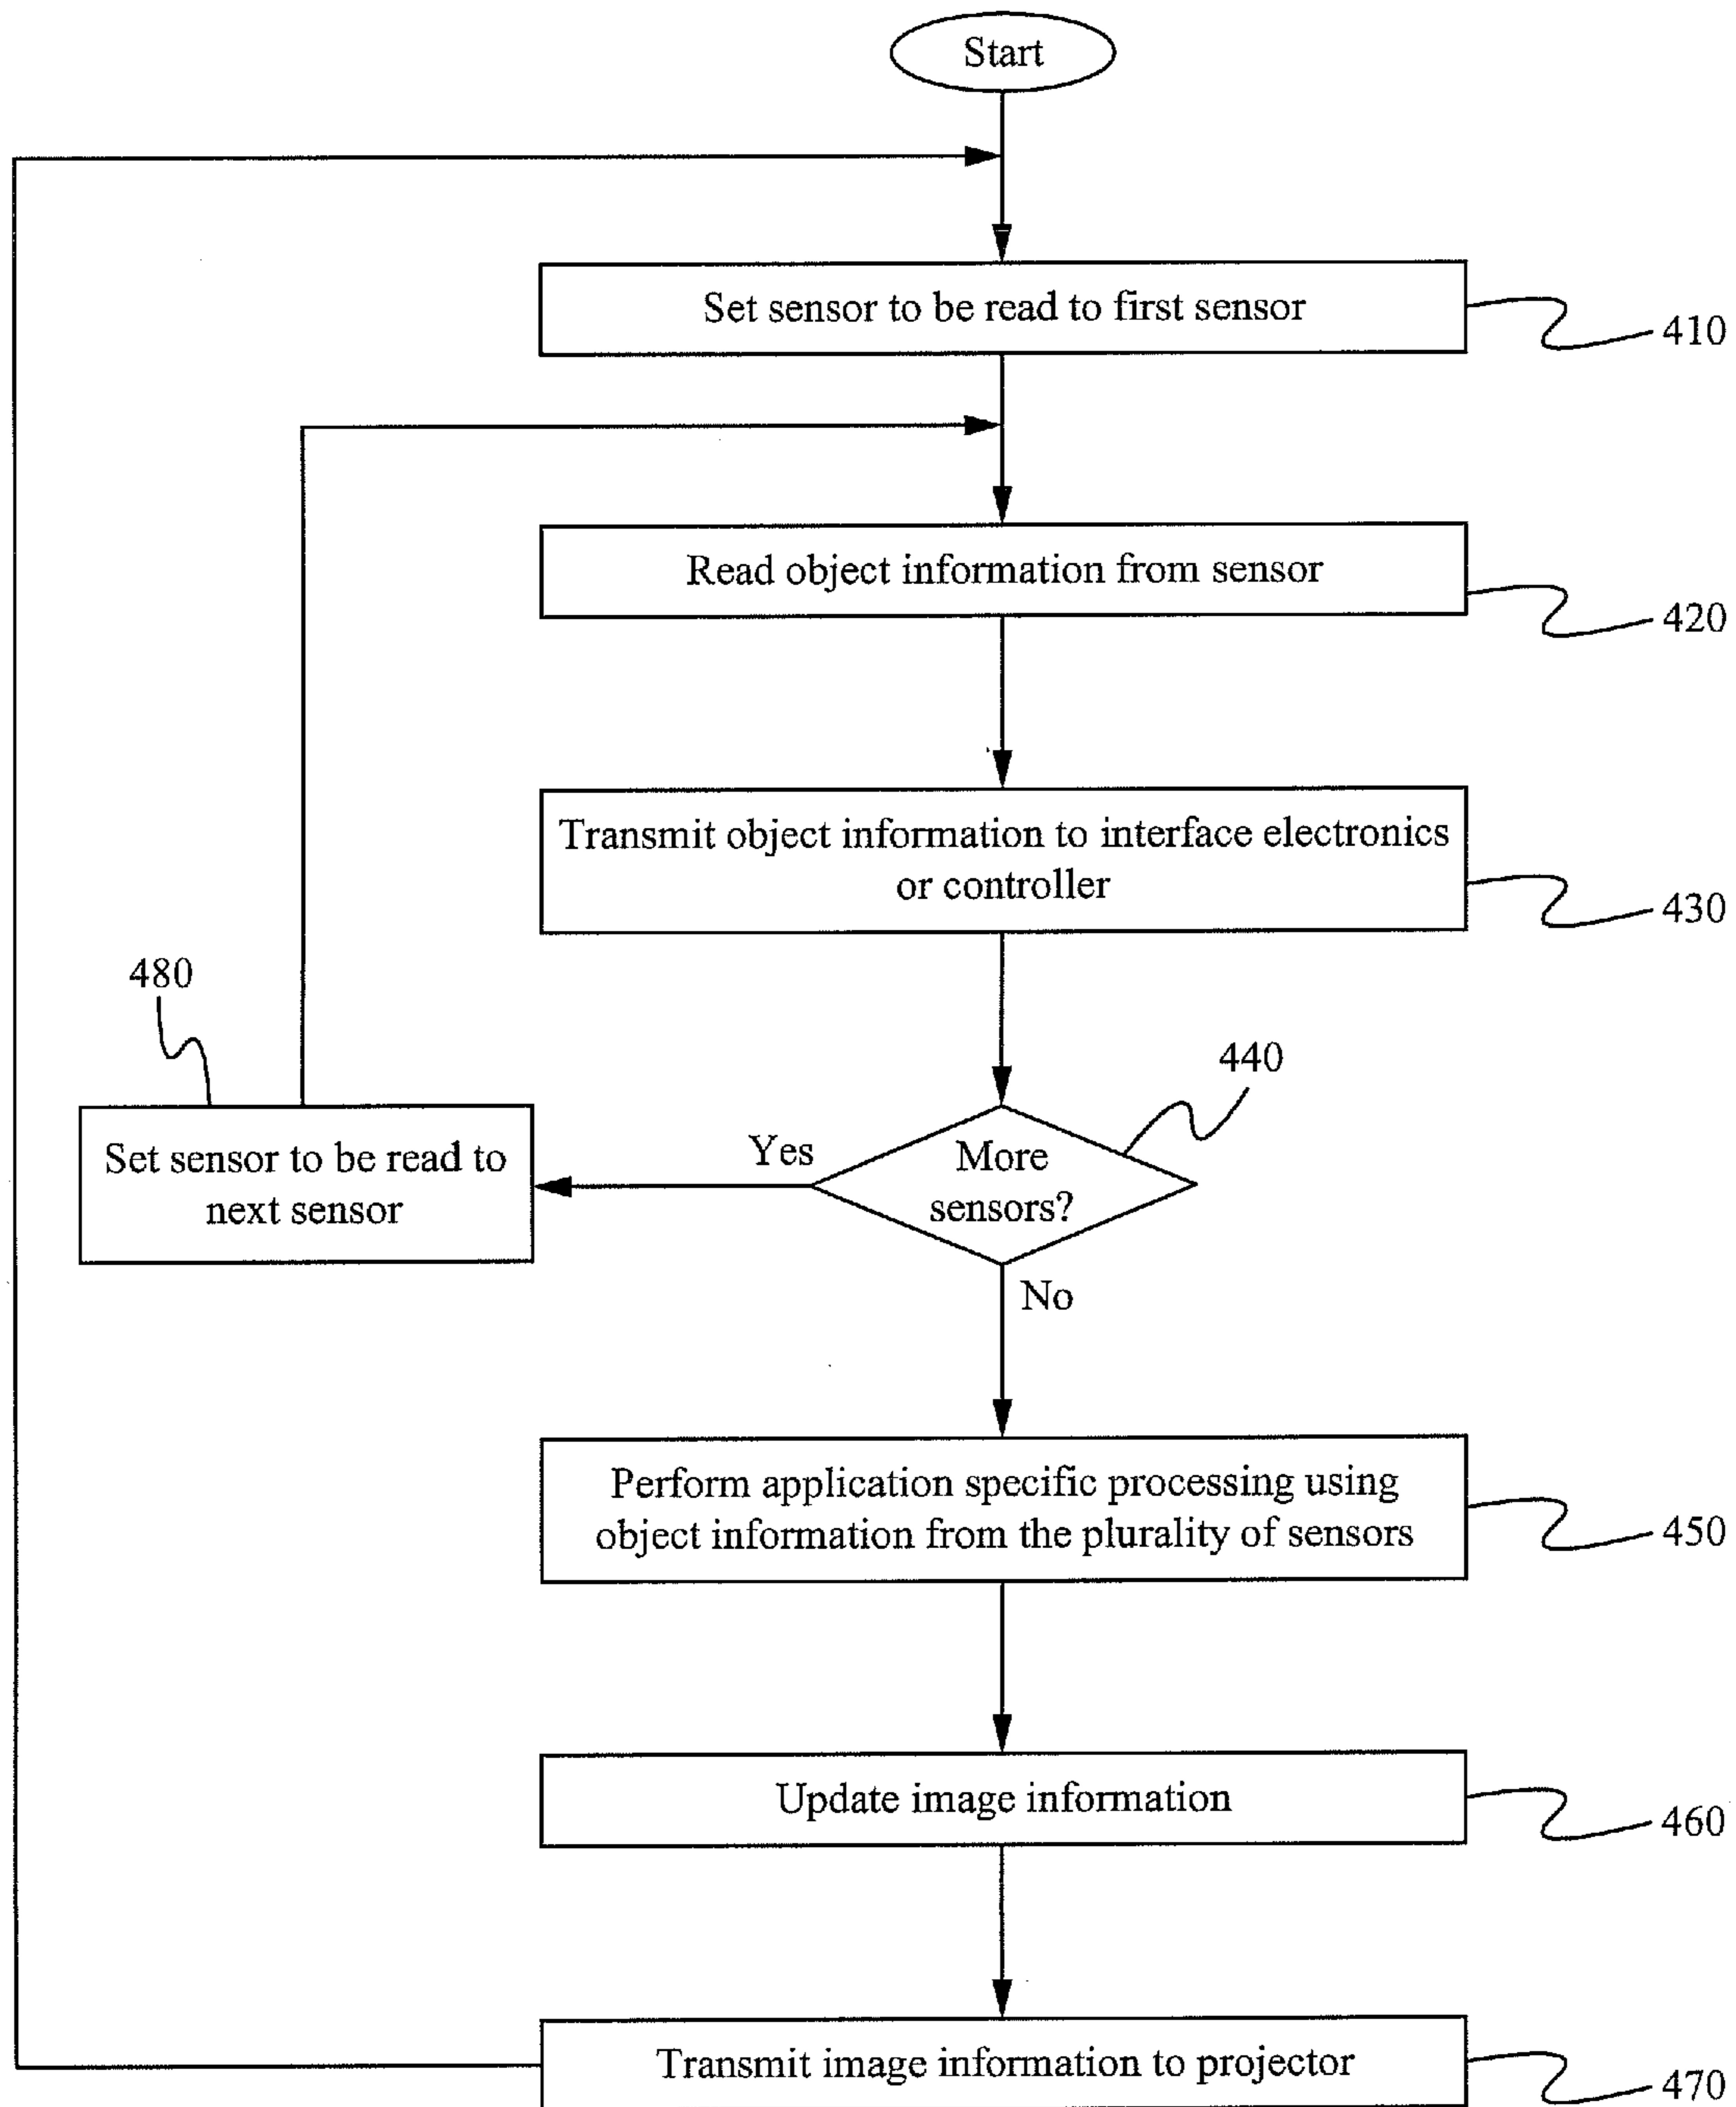 Start
Set sensor to be read to first sensor
410
Read object information from sensor
420
Transmit object information to interface electronics
or controller
430
480
440
Set sensor to be read to
next sensor
Yes
More
sensors?
No
Perform application specific processing using
object information from the plurality of sensors
450
Update image information
460
Transmit image information to projector
470